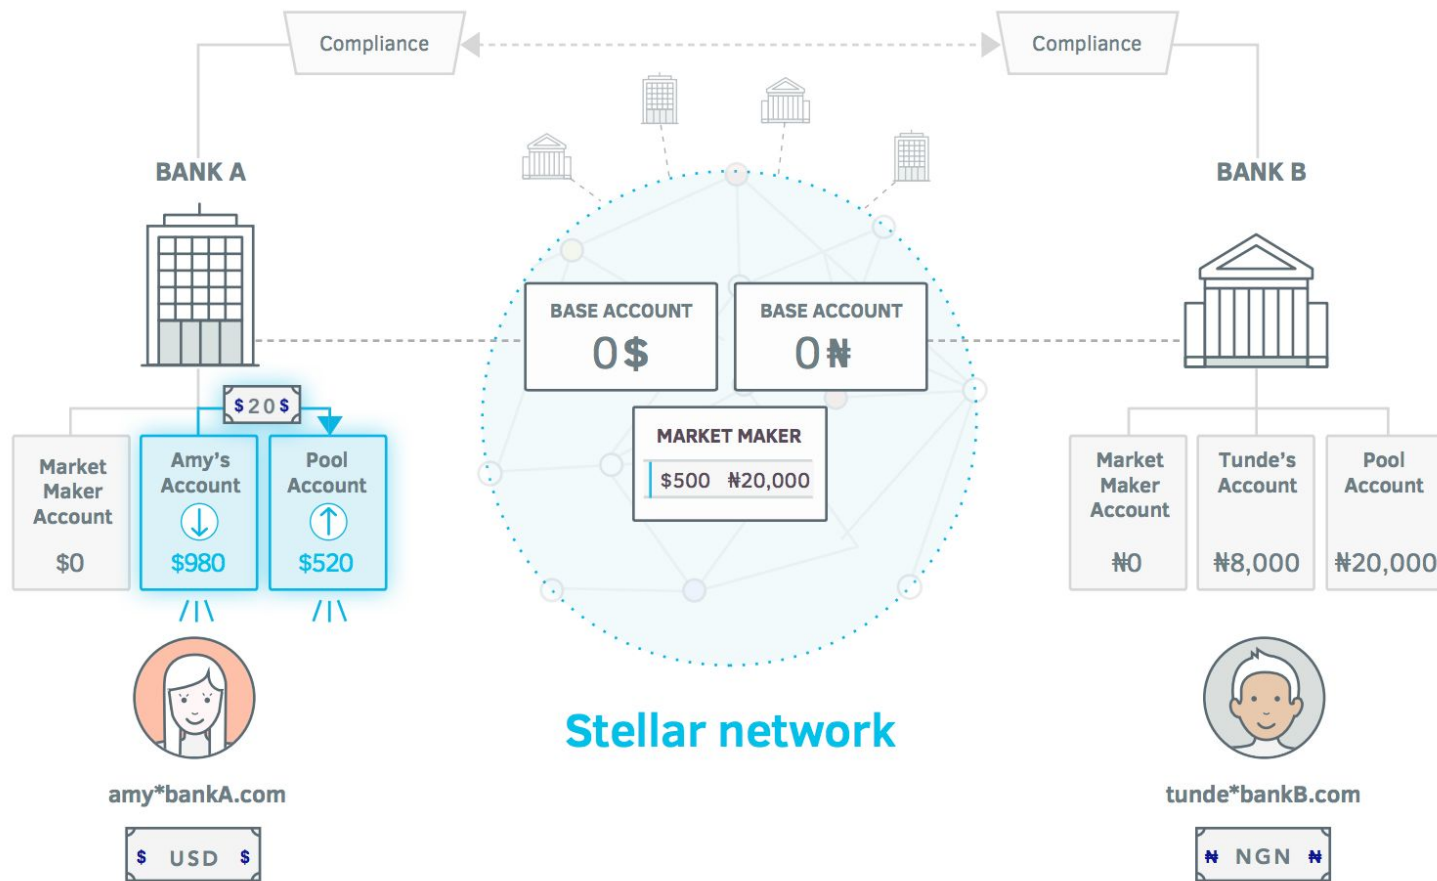 Compliance
Compliance
BANK A
BANK B
BASE ACCOUNT
0$
BASE ACCOUNT
0₦
$20$
MARKET MAKER
$500 ₦20,000
Market
Maker
Account
$0
Amy's
Account
$980
Pool
Account
$520
Market
Maker
Account
₦0
Tunde's
Account
₦8,000
Pool
Account
₦20,000
Stellar network
amy*bankA.com
tunde*bankB.com
$ USD $
₦ NGN ₦